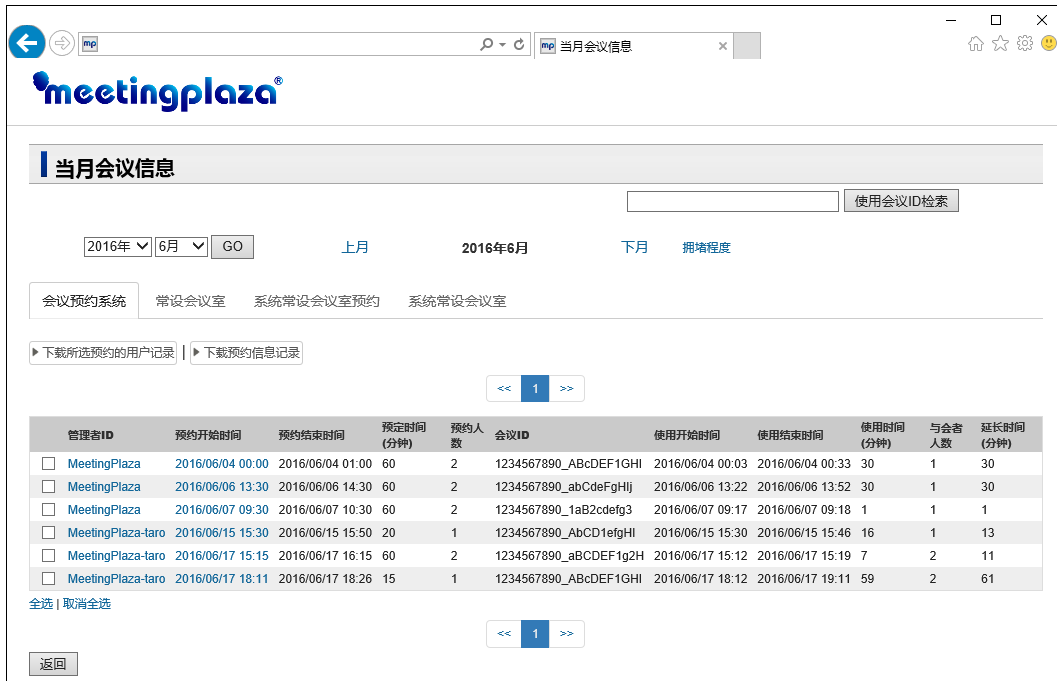 mp
mp 当月会议信息
meetingplaza®
当月会议信息
使用会议ID检索
2016年 6月 GO 上月 2016年6月 下月 拥堵程度
会议预约系统 常设会议室 系统常设会议室预约 系统常设会议室
下载所选预约的用户记录 | 下载预约信息记录
<< 1 >>
管理者ID 预约开始时间 预约结束时间 预定时间(分钟) 预约人数 会议ID 使用开始时间 使用结束时间 使用时间(分钟) 与会者人数 延长时间(分钟)
MeetingPlaza 2016/06/04 00:00 2016/06/04 01:00 60 2 1234567890_ABcDEF1GHI 2016/06/04 00:03 2016/06/04 00:33 30 1 30
MeetingPlaza 2016/06/06 13:30 2016/06/06 14:30 60 2 1234567890_abCdeFgHIj 2016/06/06 13:22 2016/06/06 13:52 30 1 30
MeetingPlaza 2016/06/07 09:30 2016/06/07 10:30 60 2 1234567890_1aB2cdefg3 2016/06/07 09:17 2016/06/07 09:18 1 1 1
MeetingPlaza-taro 2016/06/15 15:30 2016/06/15 15:50 20 1 1234567890_AbCD1efgHI 2016/06/15 15:30 2016/06/15 15:46 16 1 13
MeetingPlaza-taro 2016/06/17 15:15 2016/06/17 16:15 60 2 1234567890_aBCDEF1g2H 2016/06/17 15:12 2016/06/17 15:19 7 2 11
MeetingPlaza-taro 2016/06/17 18:11 2016/06/17 18:26 15 1 1234567890_ABcDEF1GHI 2016/06/17 18:12 2016/06/17 19:11 59 2 61
全选 | 取消全选
<< 1 >>
返回